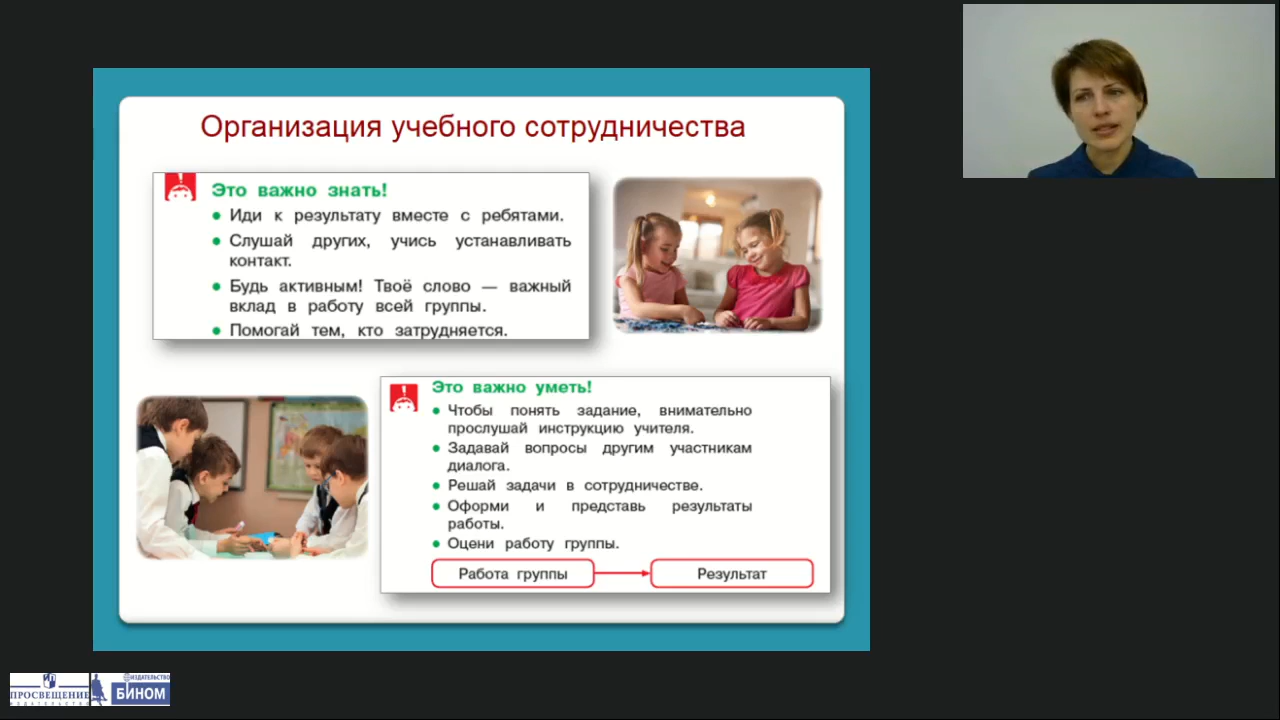 Организация учебного сотрудничества
Это важно знать!
• Иди к результату вместе с ребятами.
• Слушай других, учись устанавливать
контакт.
• Будь активным! Твоё слово — важный
вклад в работу всей группы.
• Помогай тем, кто затрудняется.
Это важно уметь!
• Чтобы понять задание, внимательно
прослушай инструкцию учителя.
• Задавай вопросы другим участникам
диалога.
• Решай задачи в сотрудничестве.
• Оформи и представь результаты
работы.
• Оцени работу группы.
Работа группы
Результат
ПРОСВЕЩЕНИЕ
ИЗДАТЕЛЬСТВО
ИЗДАТЕЛЬСТВО
БИНОМ